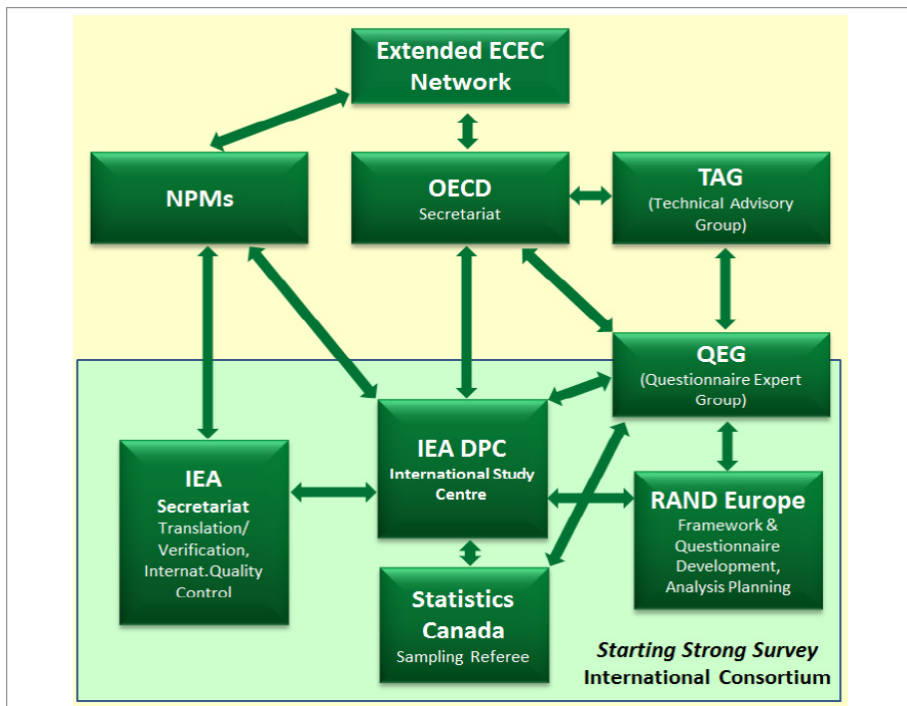 Extended ECEC
Network
NPMs
OECD
Secretariat
TAG
(Technical Advisory
Group)
QEG
(Questionnaire Expert
Group)
IEA DPC
International Study
Centre
IEA
Secretariat
Translation/
Verification,
Internat.Quality
Control
RAND Europe
Framework &
Questionnaire
Development,
Analysis Planning
Statistics
Canada
Sampling Referee
Starting Strong Survey
International Consortium